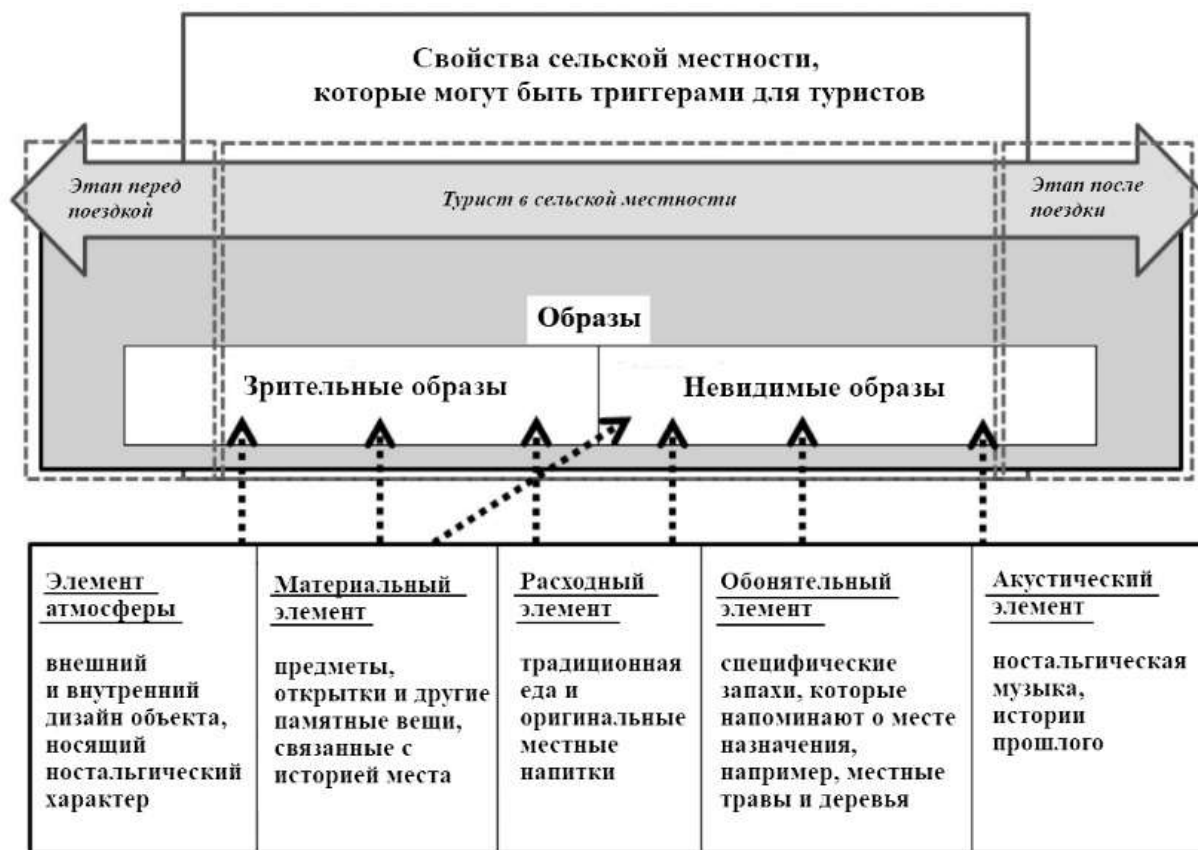 Свойства сельской местности,
которые могут быть триггерами для туристов
Этап перед
поездкой
Турист в сельской местности
Этап после
поездки
Образы
Зрительные образы
Невидимые образы
Элемент
атмосферы
внешний
и внутренний
дизайн объекта,
носящий
ностальгический
характер
Материальный
элемент
предметы,
открытки и другие
памятные вещи,
связанные с
историей места
Расходный
элемент
традиционная
еда и
оригинальные
местные
напитки
Обонятельный
элемент
специфические
запахи, которые
напоминают о месте
назначения,
например, местные
травы и деревья
Акустический
элемент
ностальгическая
музыка,
истории
прошлого